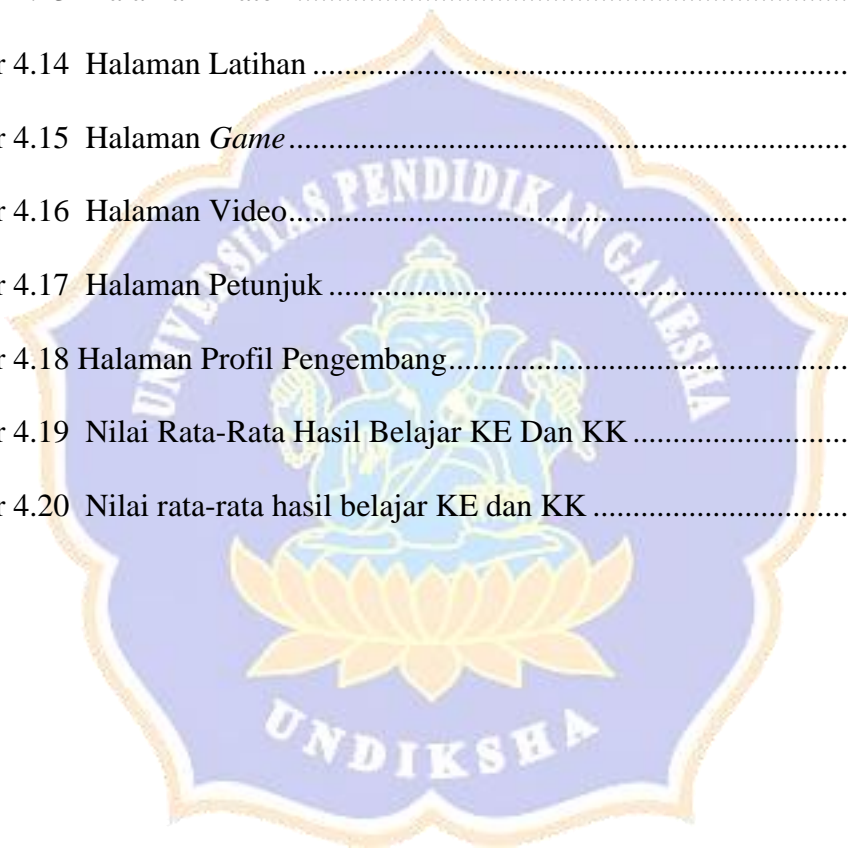 r 4.14 Halaman Latihan ................................................................
r 4.15 Halaman Game ................................................................
r 4.16 Halaman Video ................................................................
r 4.17 Halaman Petunjuk ................................................................
r 4.18 Halaman Profil Pengembang ................................................
r 4.19 Nilai Rata-Rata Hasil Belajar KE Dan KK ..........................
r 4.20 Nilai rata-rata hasil belajar KE dan KK ...............................
UNIVERSITAS PENDIDIKAN GANESHA
UNDIKSHA